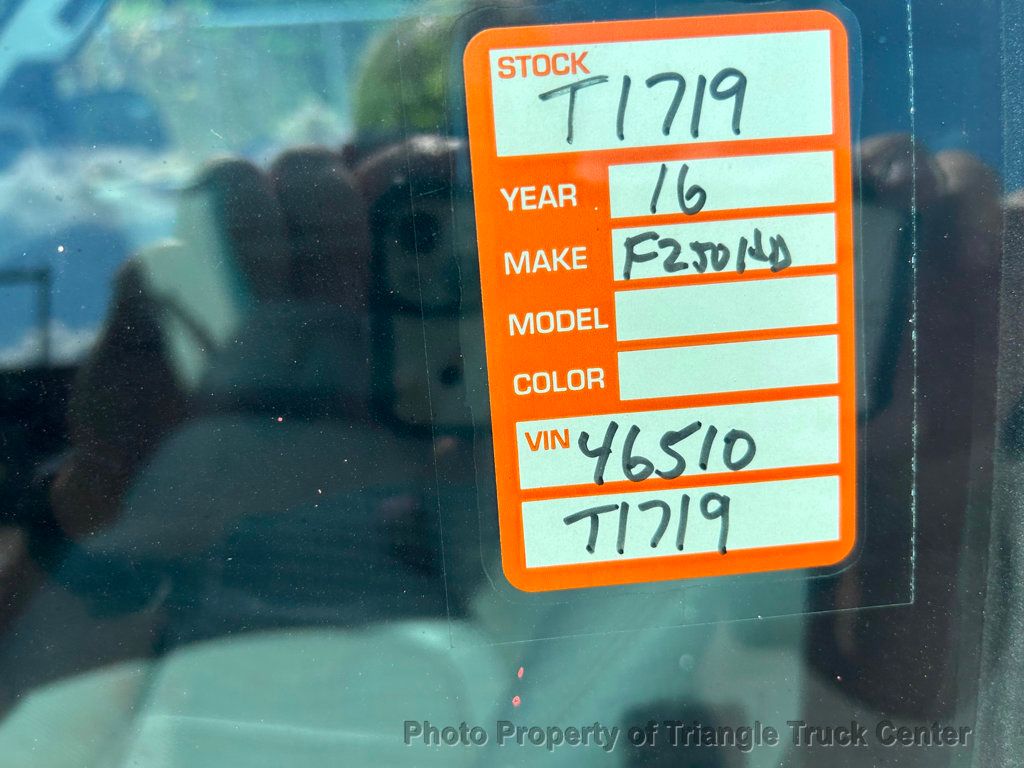 STOCK
T1719
YEAR 16
MAKE F250HD
MODEL
COLOR
VIN 46510
T1719
Photo Property of Triangle Truck Center